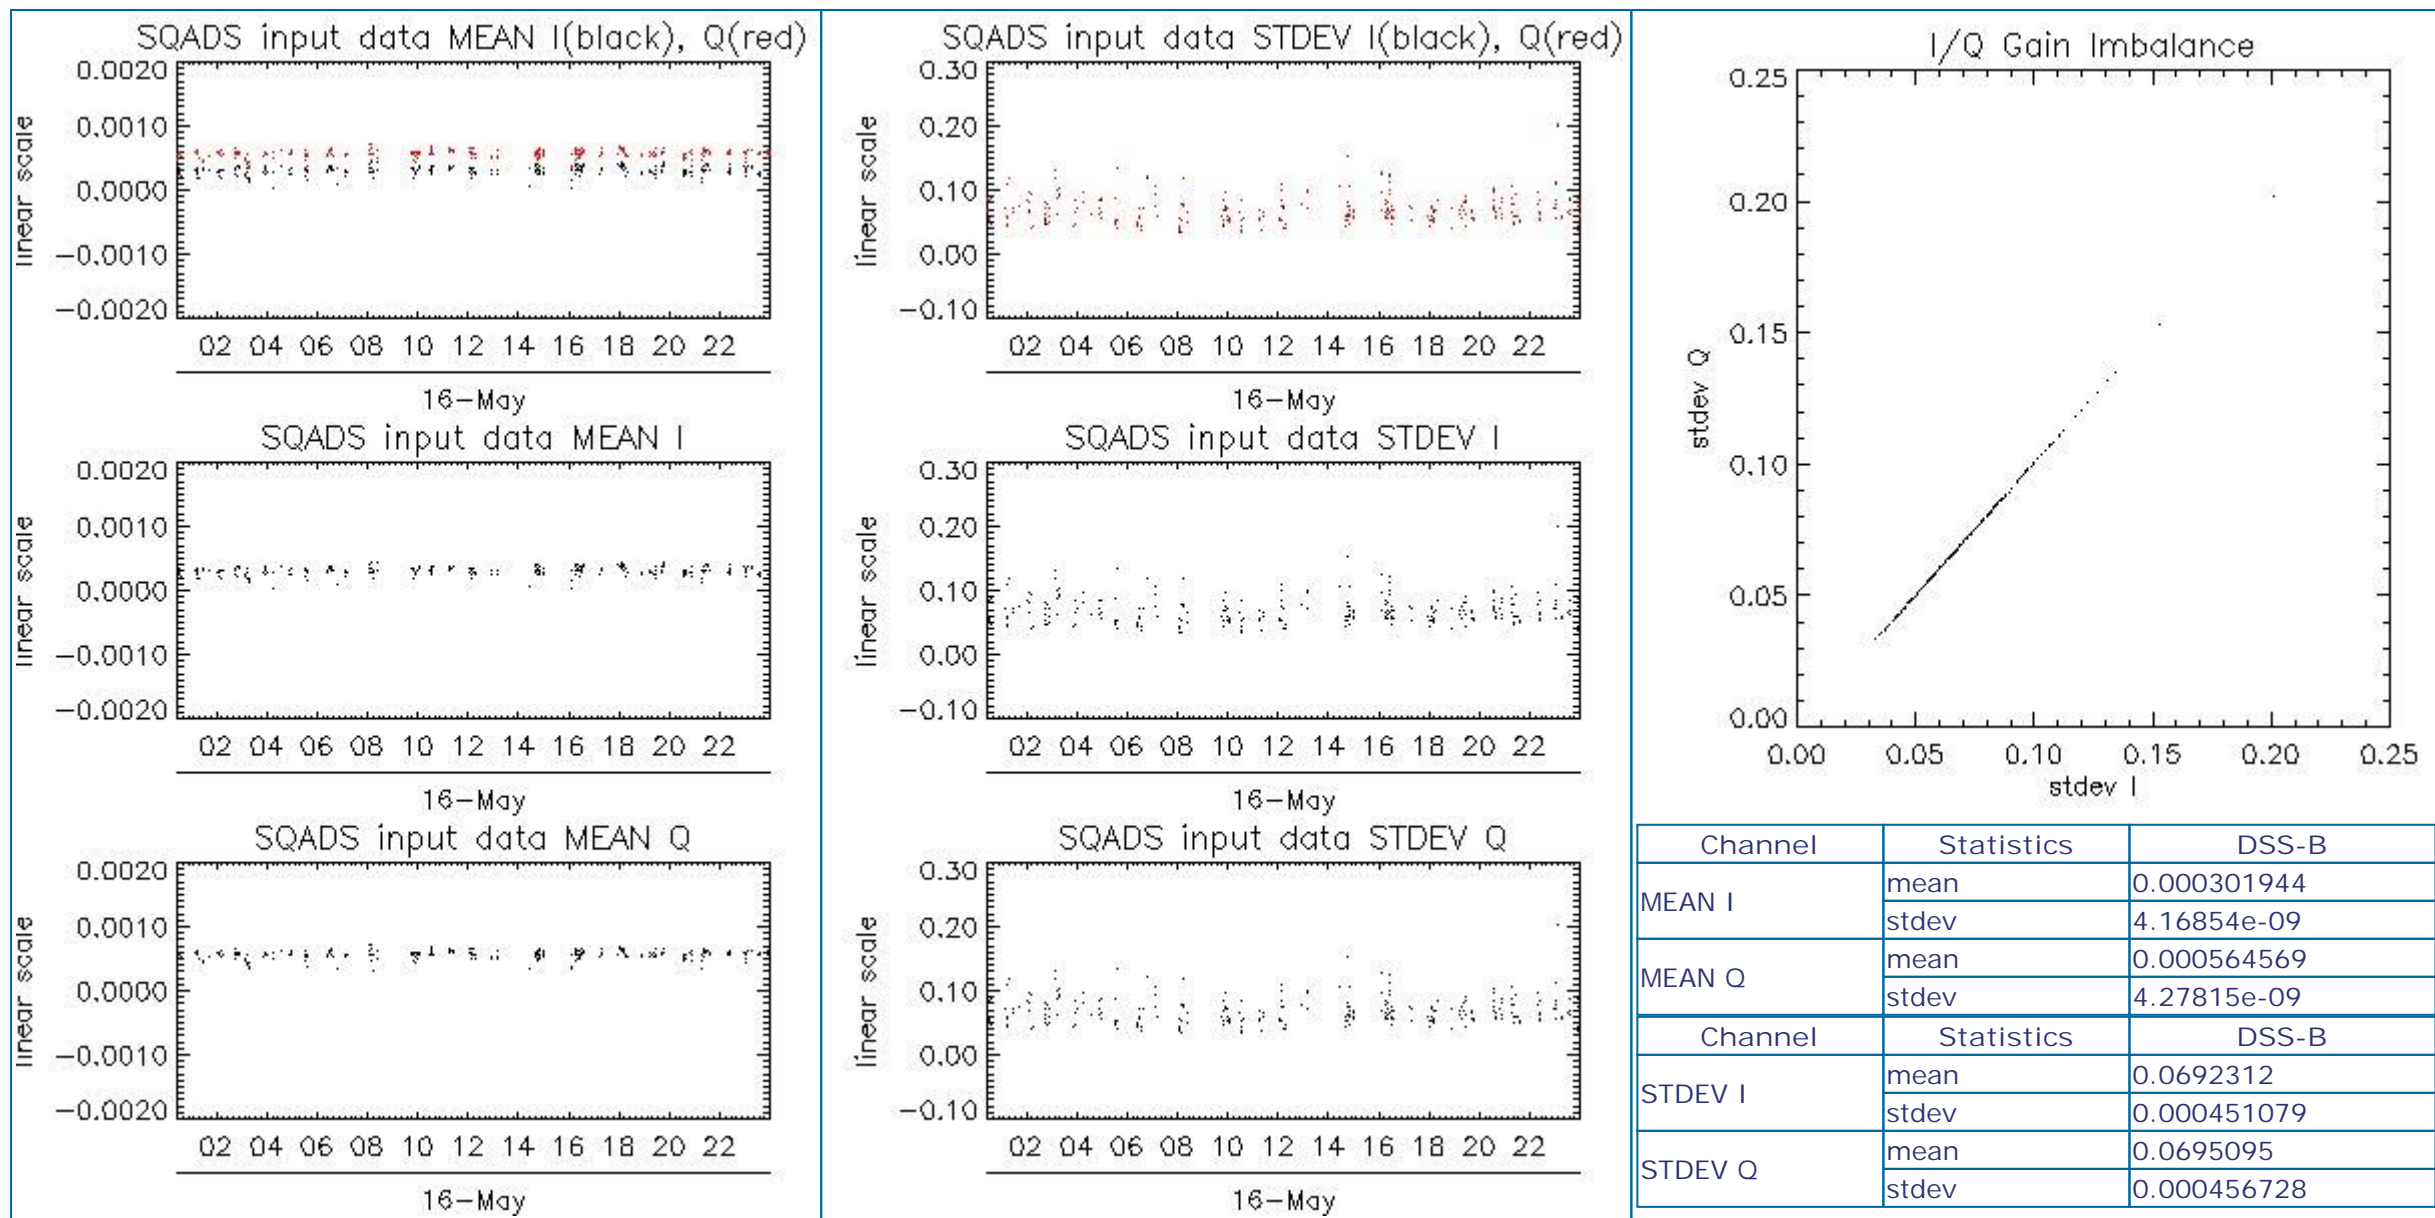 SQADS input data MEAN I(black), Q(red)
0.0020
0.0010
0.0000
-0.0010
-0.0020
linear scale
02 04 06 08 10 12 14 16 18 20 22
16-May
SQADS input data MEAN I
0.0020
0.0010
0.0000
-0.0010
-0.0020
linear scale
02 04 06 08 10 12 14 16 18 20 22
16-May
SQADS input data MEAN Q
0.0020
0.0010
0.0000
-0.0010
-0.0020
linear scale
02 04 06 08 10 12 14 16 18 20 22
16-May
SQADS input data STDEV I(black), Q(red)
0.30
0.20
0.10
0.00
-0.10
linear scale
02 04 06 08 10 12 14 16 18 20 22
16-May
SQADS input data STDEV I
0.30
0.20
0.10
0.00
-0.10
linear scale
02 04 06 08 10 12 14 16 18 20 22
16-May
SQADS input data STDEV Q
0.30
0.20
0.10
0.00
-0.10
linear scale
02 04 06 08 10 12 14 16 18 20 22
16-May
I/Q Gain Imbalance
0.25
0.20
0.15
0.10
0.05
0.00
stdev Q
0.00 0.05 0.10 0.15 0.20 0.25
stdev I
Channel Statistics DSS-B
MEAN I mean 0.000301944
stdev 4.16854e-09
MEAN Q mean 0.000564569
stdev 4.27815e-09
Channel Statistics DSS-B
STDEV I mean 0.0692312
stdev 0.000451079
STDEV Q mean 0.0695095
stdev 0.000456728